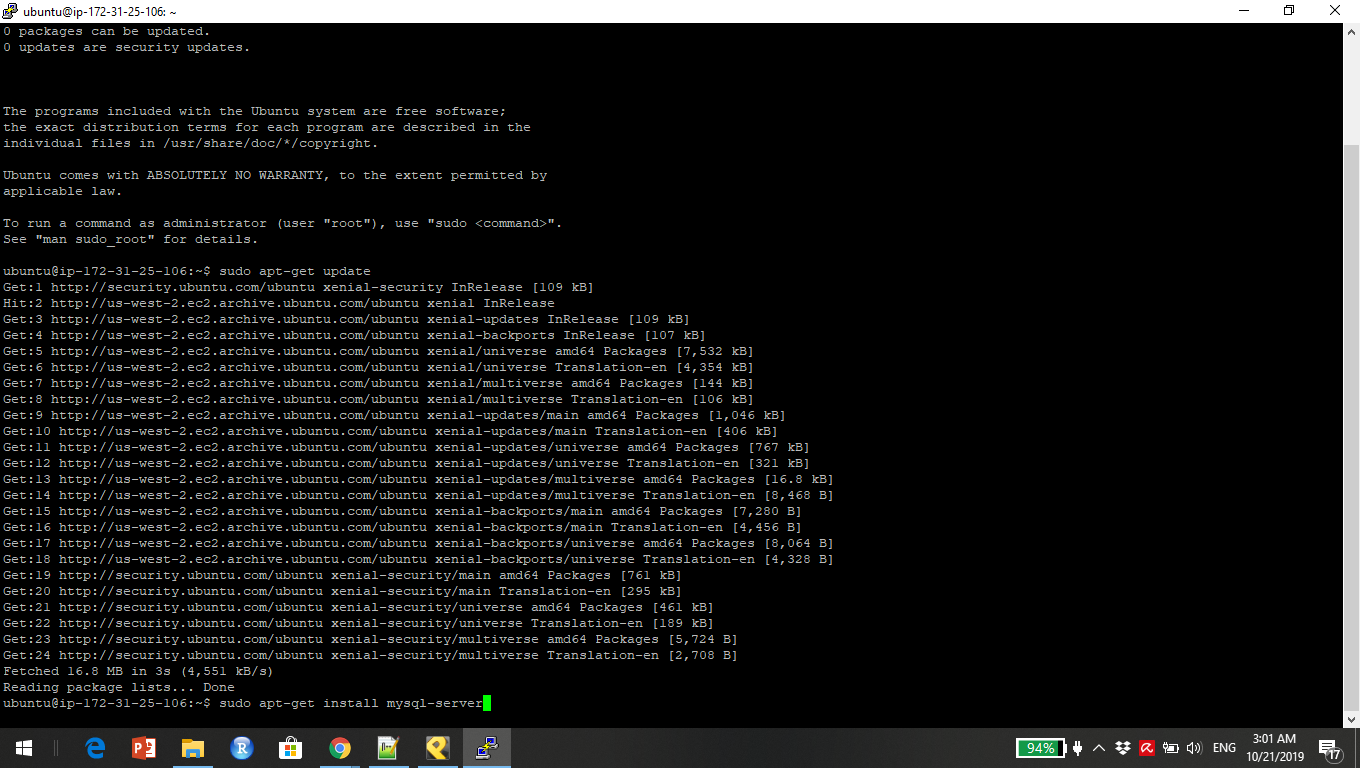 ubuntu@ip-172-31-25-106: ~
0 packages can be updated.
0 updates are security updates.
The programs included with the Ubuntu system are free software;
the exact distribution terms for each program are described in the
individual files in /usr/share/doc/*/copyright.
Ubuntu comes with ABSOLUTELY NO WARRANTY, to the extent permitted by
applicable law.
To run a command as administrator (user "root"), use "sudo <command>".
See "man sudo_root" for details.
ubuntu@ip-172-31-25-106:~$ sudo apt-get update
Get:1 http://security.ubuntu.com/ubuntu xenial-security InRelease [109 kB]
Hit:2 http://us-west-2.ec2.archive.ubuntu.com/ubuntu xenial InRelease
Get:3 http://us-west-2.ec2.archive.ubuntu.com/ubuntu xenial-updates InRelease [109 kB]
Get:4 http://us-west-2.ec2.archive.ubuntu.com/ubuntu xenial-backports InRelease [107 kB]
Get:5 http://us-west-2.ec2.archive.ubuntu.com/ubuntu xenial/universe amd64 Packages [7,532 kB]
Get:6 http://us-west-2.ec2.archive.ubuntu.com/ubuntu xenial/universe Translation-en [4,354 kB]
Get:7 http://us-west-2.ec2.archive.ubuntu.com/ubuntu xenial/multiverse amd64 Packages [144 kB]
Get:8 http://us-west-2.ec2.archive.ubuntu.com/ubuntu xenial/multiverse Translation-en [106 kB]
Get:9 http://us-west-2.ec2.archive.ubuntu.com/ubuntu xenial-updates/main amd64 Packages [1,046 kB]
Get:10 http://us-west-2.ec2.archive.ubuntu.com/ubuntu xenial-updates/main Translation-en [406 kB]
Get:11 http://us-west-2.ec2.archive.ubuntu.com/ubuntu xenial-updates/universe amd64 Packages [767 kB]
Get:12 http://us-west-2.ec2.archive.ubuntu.com/ubuntu xenial-updates/universe Translation-en [321 kB]
Get:13 http://us-west-2.ec2.archive.ubuntu.com/ubuntu xenial-updates/multiverse amd64 Packages [16.8 kB]
Get:14 http://us-west-2.ec2.archive.ubuntu.com/ubuntu xenial-updates/multiverse Translation-en [8,468 B]
Get:15 http://us-west-2.ec2.archive.ubuntu.com/ubuntu xenial-backports/main amd64 Packages [7,280 B]
Get:16 http://us-west-2.ec2.archive.ubuntu.com/ubuntu xenial-backports/main Translation-en [4,456 B]
Get:17 http://us-west-2.ec2.archive.ubuntu.com/ubuntu xenial-backports/universe amd64 Packages [8,064 B]
Get:18 http://us-west-2.ec2.archive.ubuntu.com/ubuntu xenial-backports/universe Translation-en [4,328 B]
Get:19 http://security.ubuntu.com/ubuntu xenial-security/main amd64 Packages [761 kB]
Get:20 http://security.ubuntu.com/ubuntu xenial-security/main Translation-en [295 kB]
Get:21 http://security.ubuntu.com/ubuntu xenial-security/universe amd64 Packages [461 kB]
Get:22 http://security.ubuntu.com/ubuntu xenial-security/universe Translation-en [189 kB]
Get:23 http://security.ubuntu.com/ubuntu xenial-security/multiverse amd64 Packages [5,724 B]
Get:24 http://security.ubuntu.com/ubuntu xenial-security/multiverse Translation-en [2,708 B]
Fetched 16.8 MB in 3s (4,551 kB/s)
Reading package lists... Done
ubuntu@ip-172-31-25-106:~$ sudo apt-get install mysql-server
94%
ENG
3:01 AM
10/21/2019
17